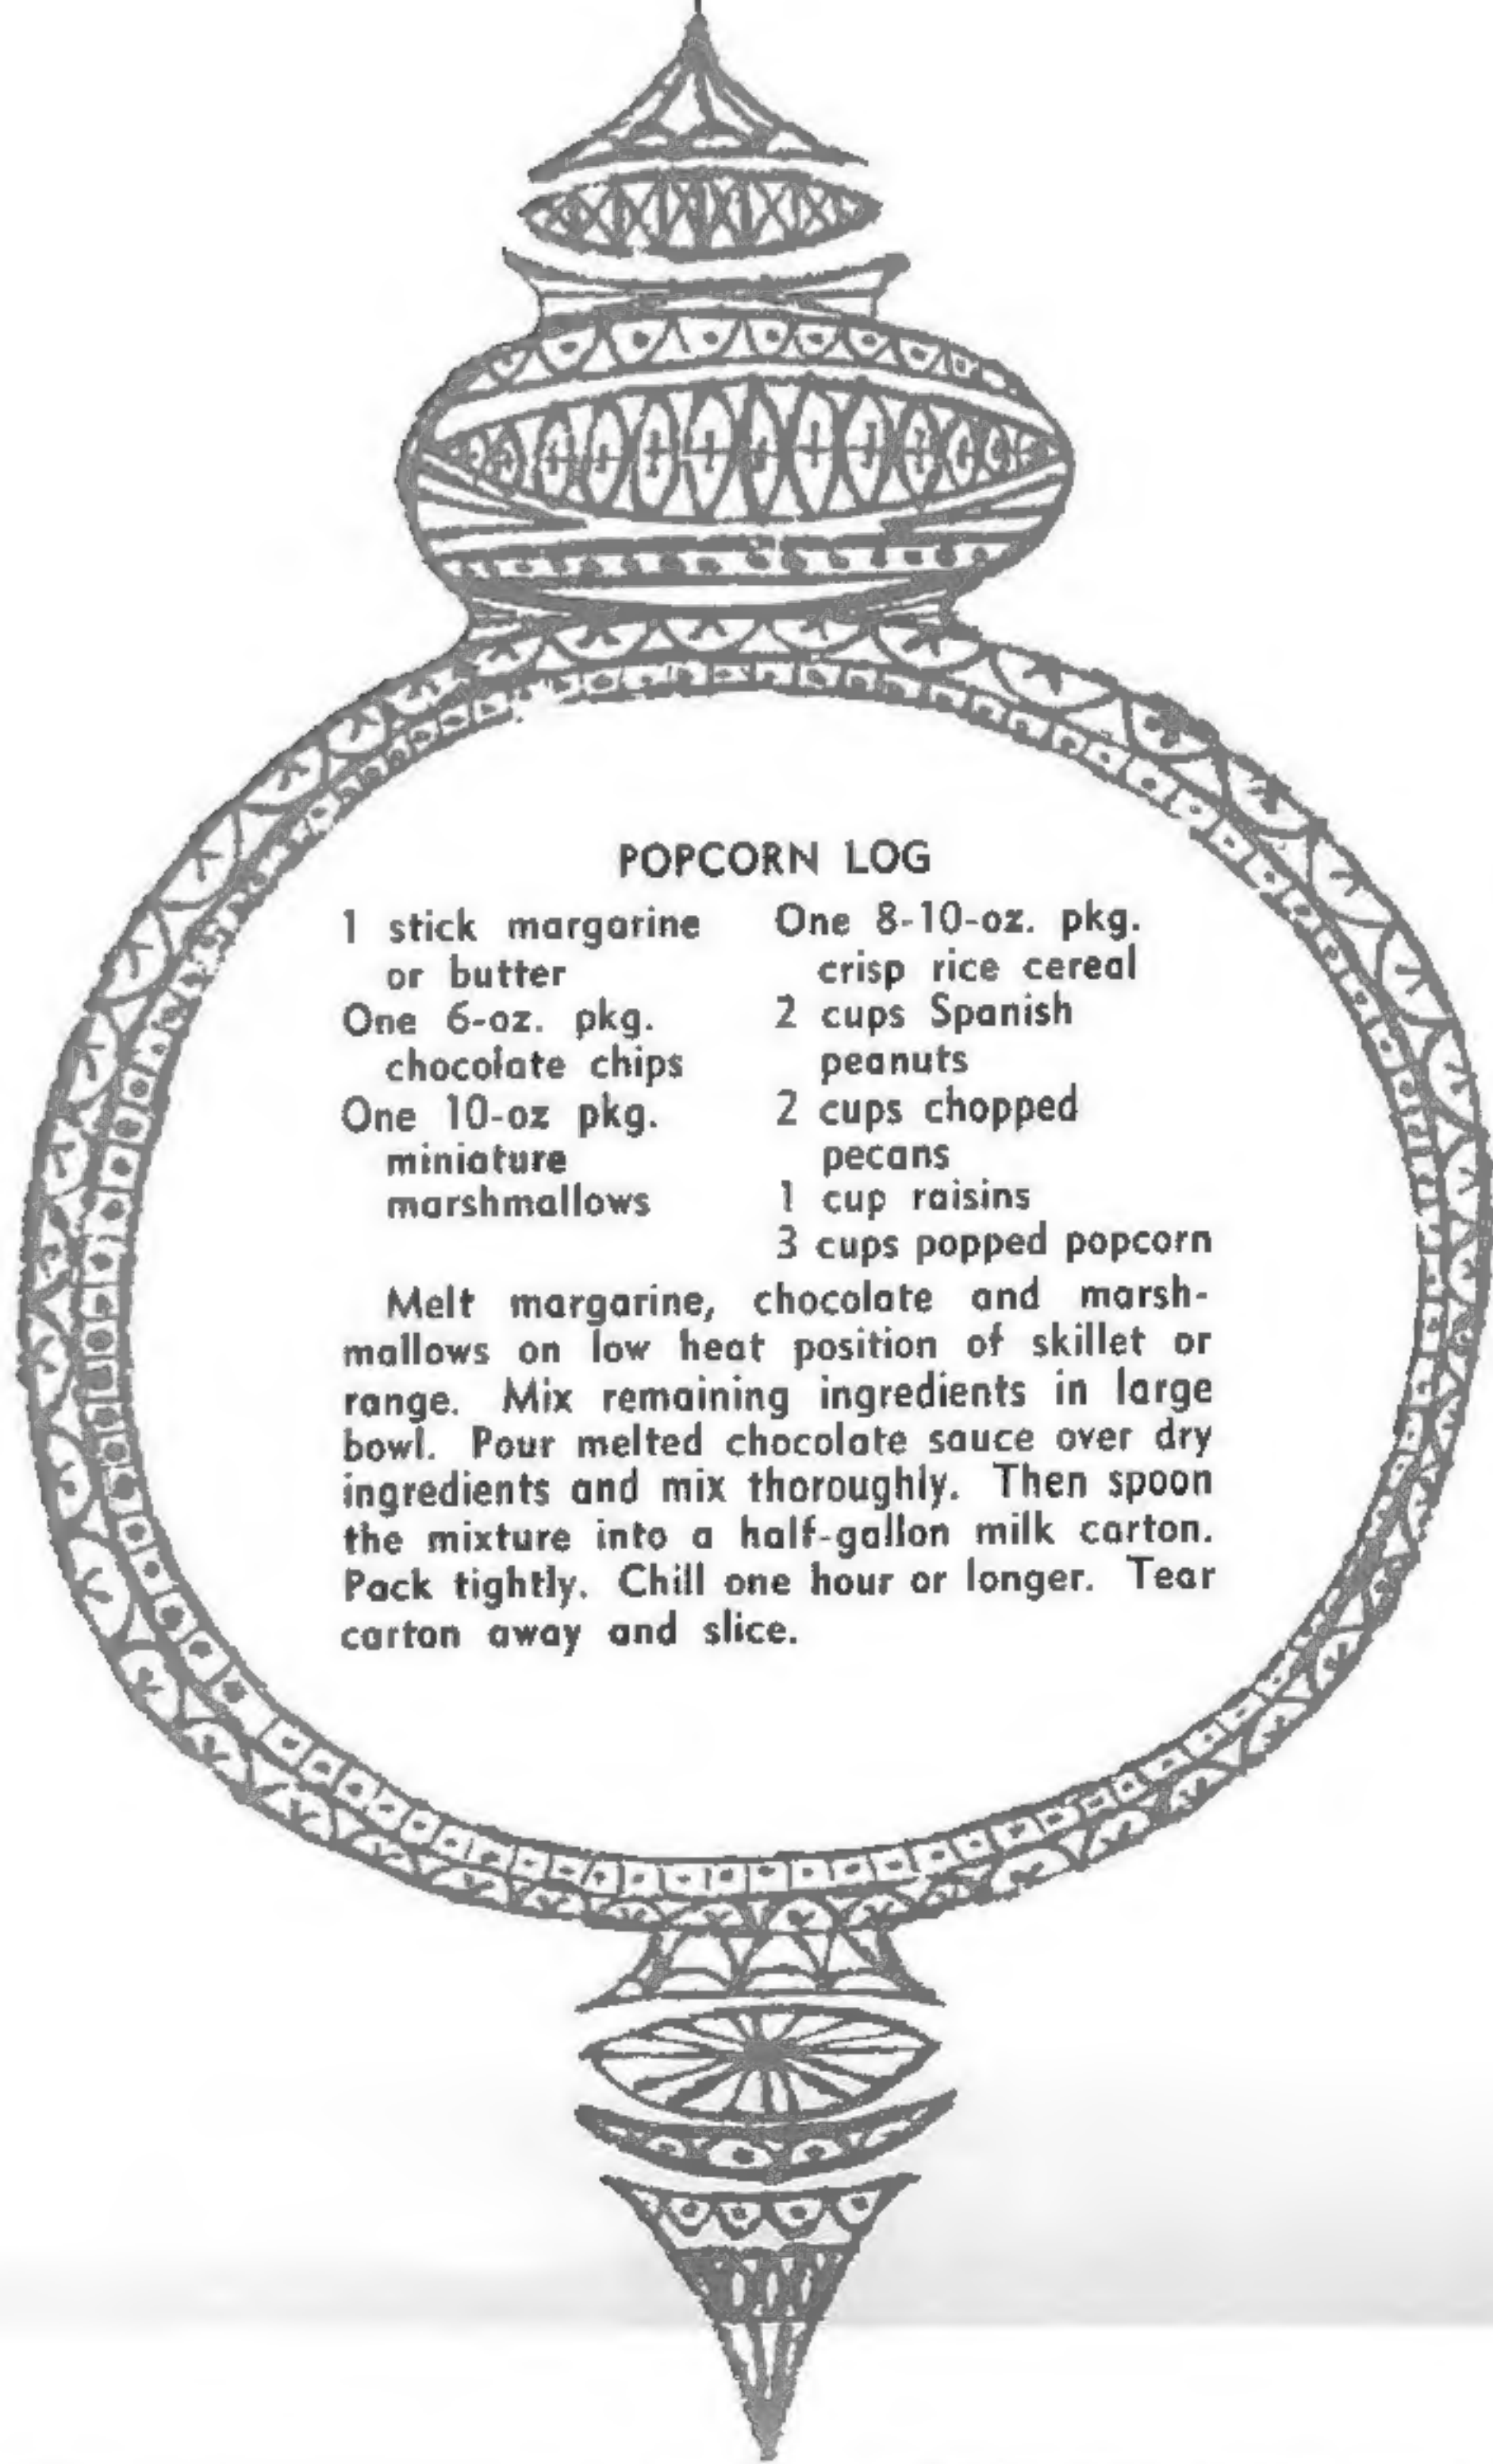 POPCORN LOG
1 stick margarine
or butter
One 6-oz. pkg.
chocolate chips
One 10-oz pkg.
miniature
marshmallows
One 8-10-oz. pkg.
crisp rice cereal
2 cups Spanish
peanuts
2 cups chopped
pecans
1 cup raisins
3 cups popped popcorn
Melt margarine, chocolate and marsh-
mallows on low heat position of skillet or
range. Mix remaining ingredients in large
bowl. Pour melted chocolate sauce over dry
ingredients and mix thoroughly. Then spoon
the mixture into a half-gallon milk carton.
Pack tightly. Chill one hour or longer. Tear
carton away and slice.